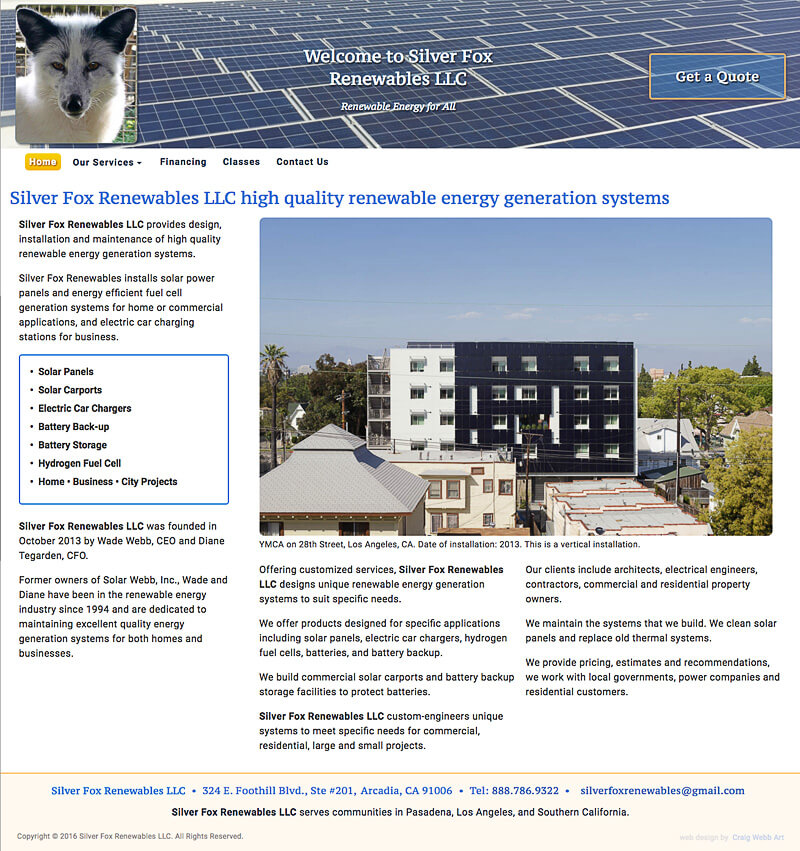 Welcome to Silver Fox
Renewables LLC
Renewable Energy for All
Get a Quote
Home
Our Services
Financing
Classes
Contact Us
Silver Fox Renewables LLC high quality renewable energy generation systems
Silver Fox Renewables LLC provides design,
installation and maintenance of high quality
renewable energy generation systems.
Silver Fox Renewables installs solar power
panels and energy efficient fuel cell
generation systems for home or commercial
applications, and electric car charging
stations for business.
• Solar Panels
• Solar Carports
• Electric Car Chargers
• Battery Back-up
• Battery Storage
• Hydrogen Fuel Cell
• Home • Business • City Projects
Silver Fox Renewables LLC was founded in
October 2013 by Wade Webb, CEO and Diane
Tegarden, CFO.
Former owners of Solar Webb, Inc., Wade and
Diane have been in the renewable energy
industry since 1994 and are dedicated to
maintaining excellent quality energy
generation systems for both homes and
businesses.
YMCA on 28th Street, Los Angeles, CA. Date of installation: 2013. This is a vertical installation.
Offering customized services, Silver Fox Renewables
LLC designs unique renewable energy generation
systems to suit specific needs.
We offer products designed for specific applications
including solar panels, electric car chargers, hydrogen
fuel cells, batteries, and battery backup.
We build commercial solar carports and battery backup
storage facilities to protect batteries.
Silver Fox Renewables LLC custom-engineers unique
systems to meet specific needs for commercial,
residential, large and small projects.
Our clients include architects, electrical engineers,
contractors, commercial and residential property
owners.
We maintain the systems that we build. We clean solar
panels and replace old thermal systems.
We provide pricing, estimates and recommendations,
we work with local governments, power companies and
residential customers.
Silver Fox Renewables LLC • 324 E. Foothill Blvd., Ste #201, Arcadia, CA 91006 • Tel: 888.786.9322 • silverfoxrenewables@gmail.com
Silver Fox Renewables LLC serves communities in Pasadena, Los Angeles, and Southern California.
Copyright © 2016 Silver Fox Renewables LLC. All Rights Reserved.
web design by Craig Webb Art